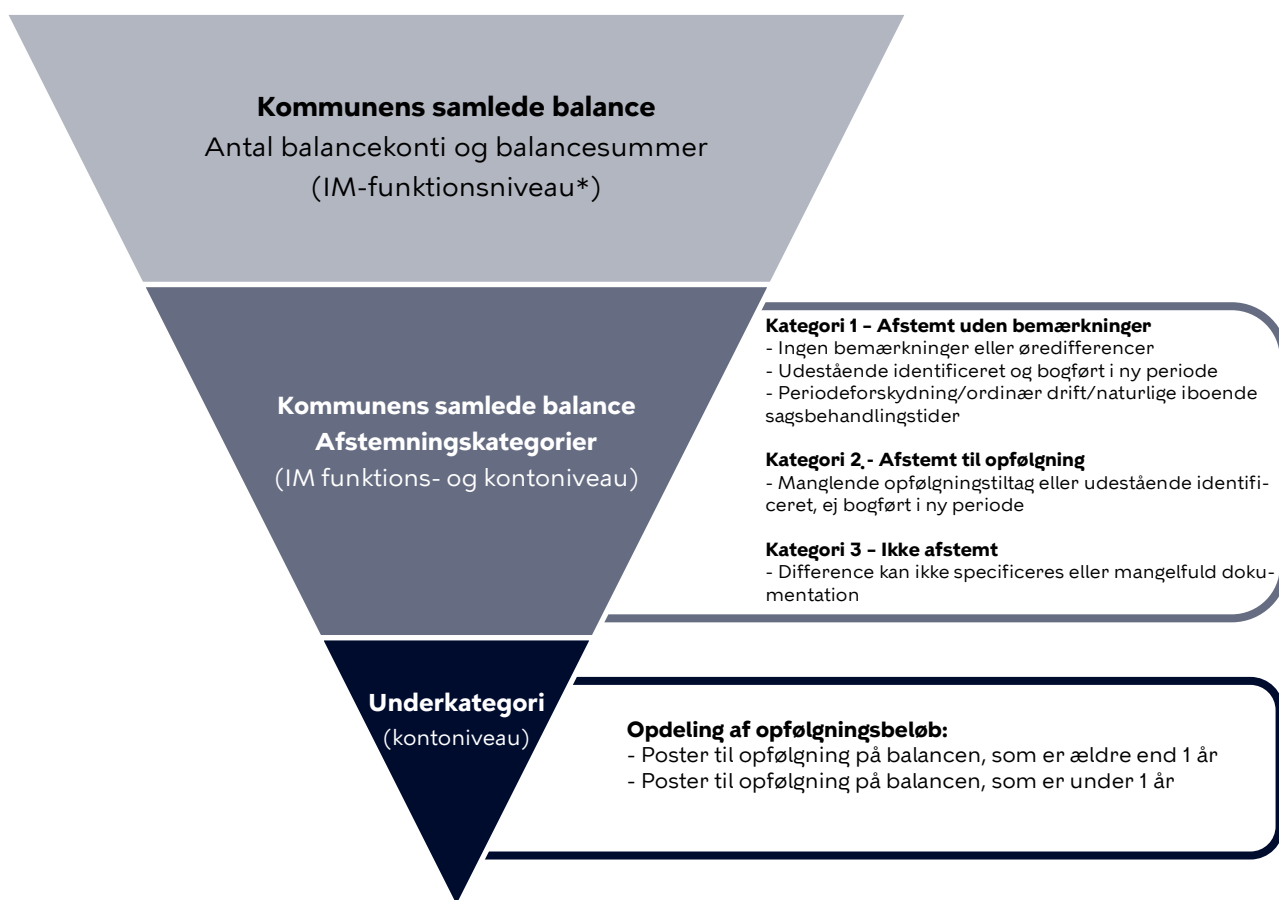 Kommunens samlede balance
Antal balancekonti og balancesummer
(IM-funktionsniveau*)
Kommunens samlede balance
Afstemningskategorier
(IM funktions- og kontoniveau)
Kategori 1 – Afstemt uden bemærkninger
- Ingen bemærkninger eller øredifferencer
- Udestående identificeret og bogført i ny periode
- Periodeforskydning/ordinær drift/naturlige iboende
sagsbehandlingstider
Kategori 2 - Afstemt til opfølgning
- Manglende opfølgningstiltag eller udestående identifi-
ceret, ej bogført i ny periode
Kategori 3 – Ikke afstemt
- Difference kan ikke specificeres eller mangelfuld doku-
mentation
Underkategori
(kontoniveau)
Opdeling af opfølgningsbeløb:
- Poster til opfølgning på balancen, som er ældre end 1 år
- Poster til opfølgning på balancen, som er under 1 år